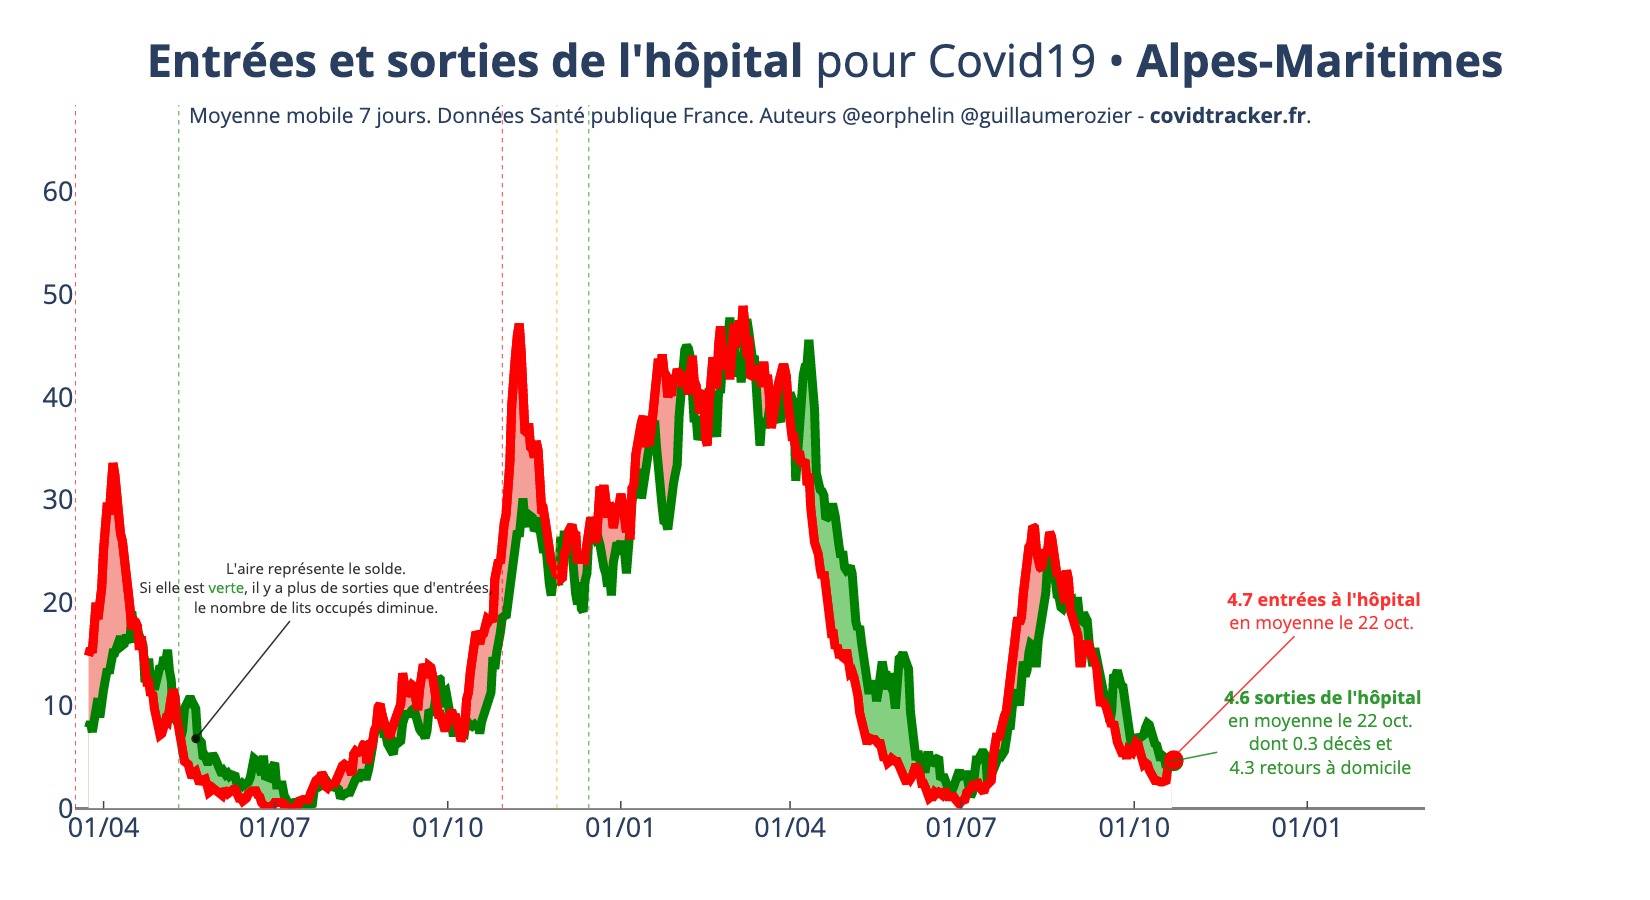 Entrées et sorties de l'hôpital pour Covid19 • Alpes-Maritimes
Moyenne mobile 7 jours. Données Santé publique France. Auteurs @eorphelin @guillaumerozier - covidtracker.fr.
60
50
40
30
20
10
0
L'aire représente le solde.
Si elle est verte, il y a plus de sorties que d'entrées,
le nombre de lits occupés diminue.
4.7 entrées à l'hôpital
en moyenne le 22 oct.
4.6 sorties de l'hôpital
en moyenne le 22 oct.
dont 0.3 décès et
4.3 retours à domicile
01/04 01/07 01/10 01/01 01/04 01/07 01/10 01/01